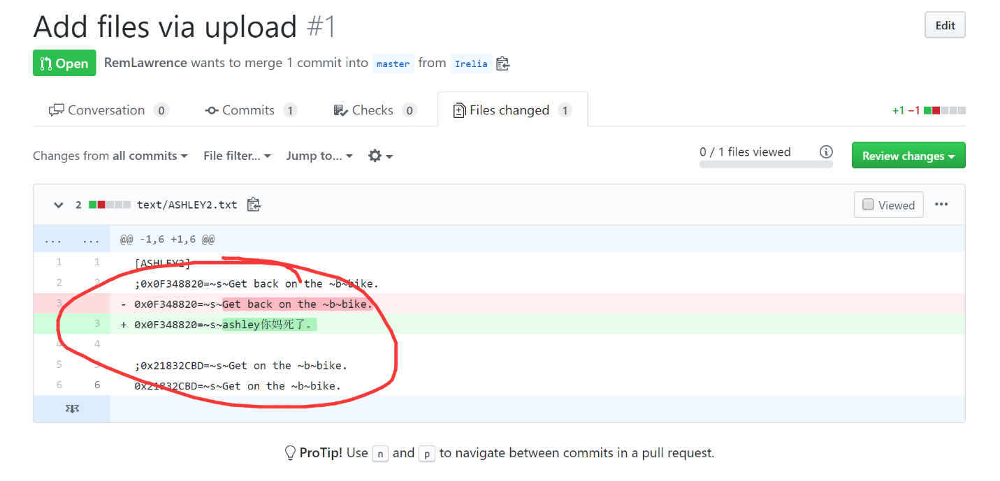 Add files via upload #1
Edit
Open RemLawrence wants to merge 1 commit into master from Irelia
Conversation 0 Commits 1 Checks 0 Files changed 1 +1 −1
Changes from all commits File filter... Jump to... 0 / 1 files viewed Review changes
2 text/ASHLEY2.txt Viewed
... ... @@ -1,6 +1,6 @@
1 1 [ASHLEY2]
2 2 ;0x0F348820=~s~Get back on the ~b~bike.
3 - 0x0F348820=~s~Get back on the ~b~bike.
3 + 0x0F348820=~s~ashley你妈死了。
4 4
5 5 ;0x21832CBD=~s~Get on the ~b~bike.
6 6 0x21832CBD=~s~Get on the ~b~bike.
ProTip! Use n and p to navigate between commits in a pull request.